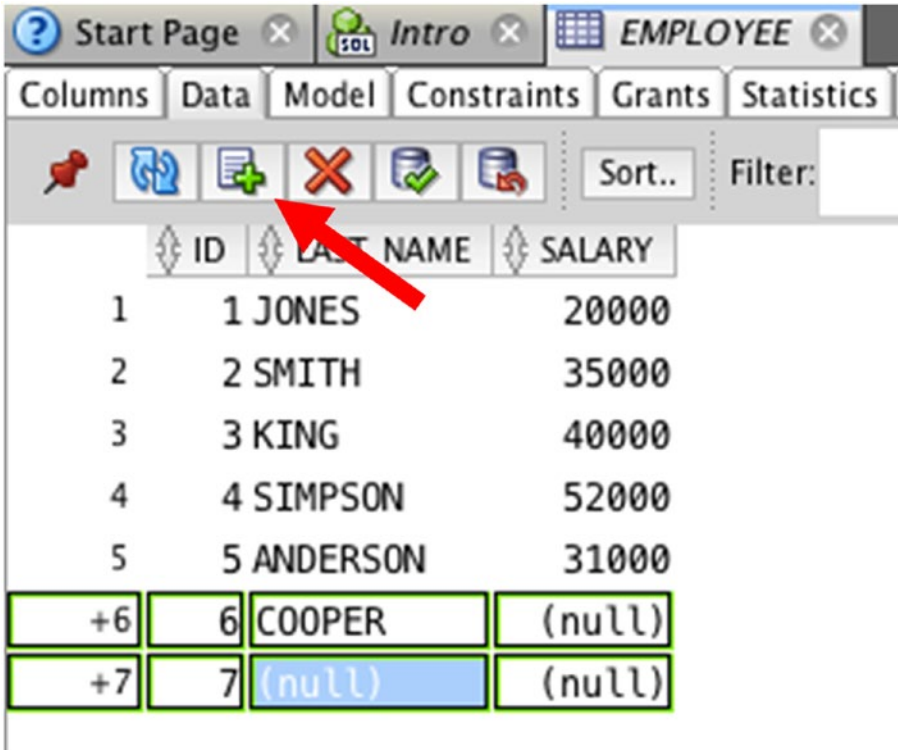 ? Start Page SQL Intro EMPLOYEE
Columns Data Model Constraints Grants Statistics
Sort.. Filter:
ID LAST_NAME SALARY
1 1 JONES 20000
2 2 SMITH 35000
3 3 KING 40000
4 4 SIMPSON 52000
5 5 ANDERSON 31000
+6 6 COOPER (null)
+7 7 (null) (null)